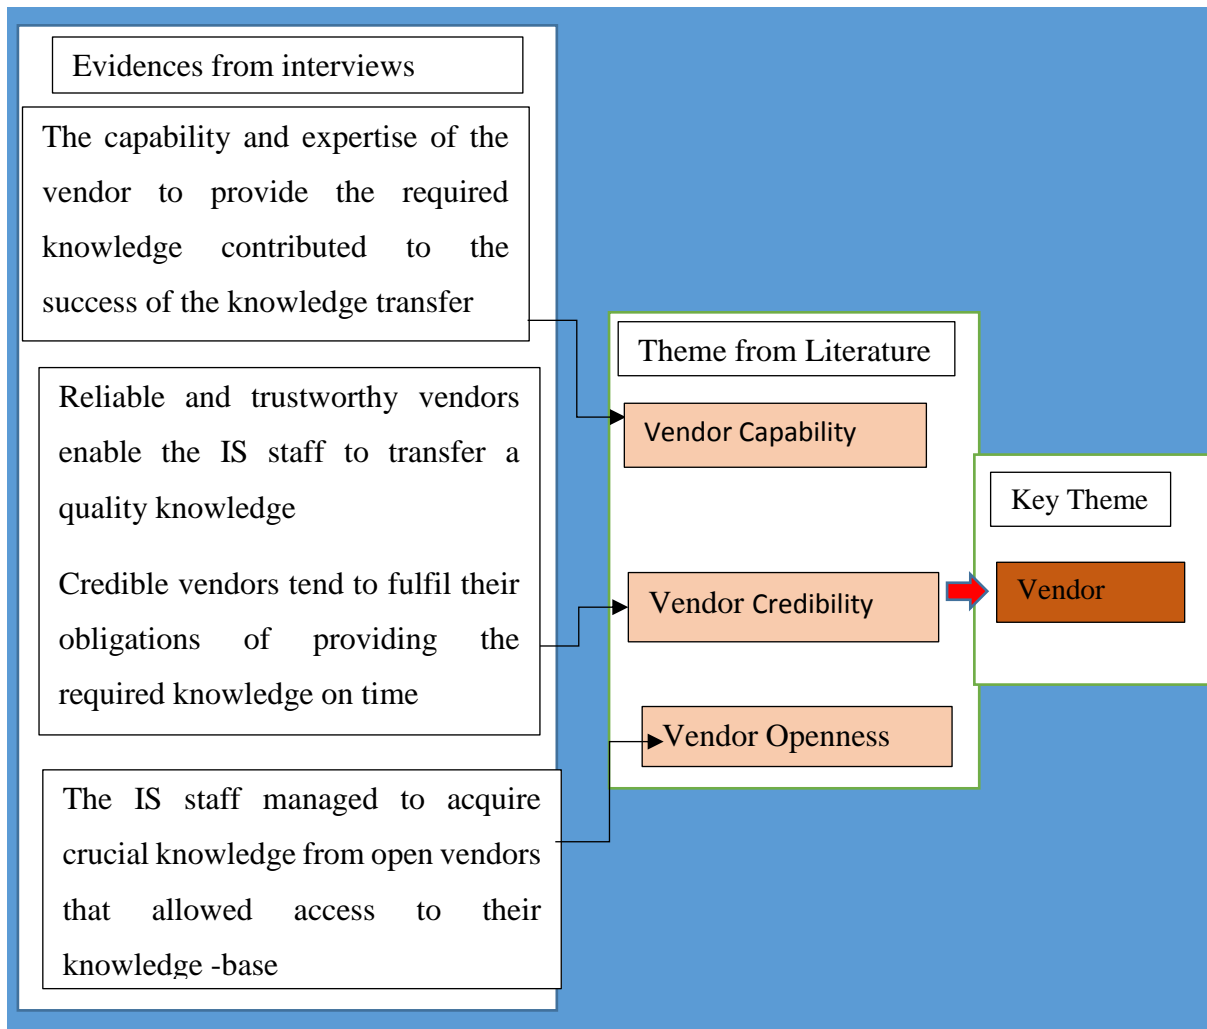 Evidences from interviews
The capability and expertise of the
vendor to provide the required
knowledge contributed to the
success of the knowledge transfer
Reliable and trustworthy vendors
enable the IS staff to transfer a
quality knowledge
Credible vendors tend to fulfil their
obligations of providing the
required knowledge on time
The IS staff managed to acquire
crucial knowledge from open vendors
that allowed access to their
knowledge -base
Theme from Literature
Vendor Capability
Vendor Credibility
Vendor Openness
Key Theme
Vendor